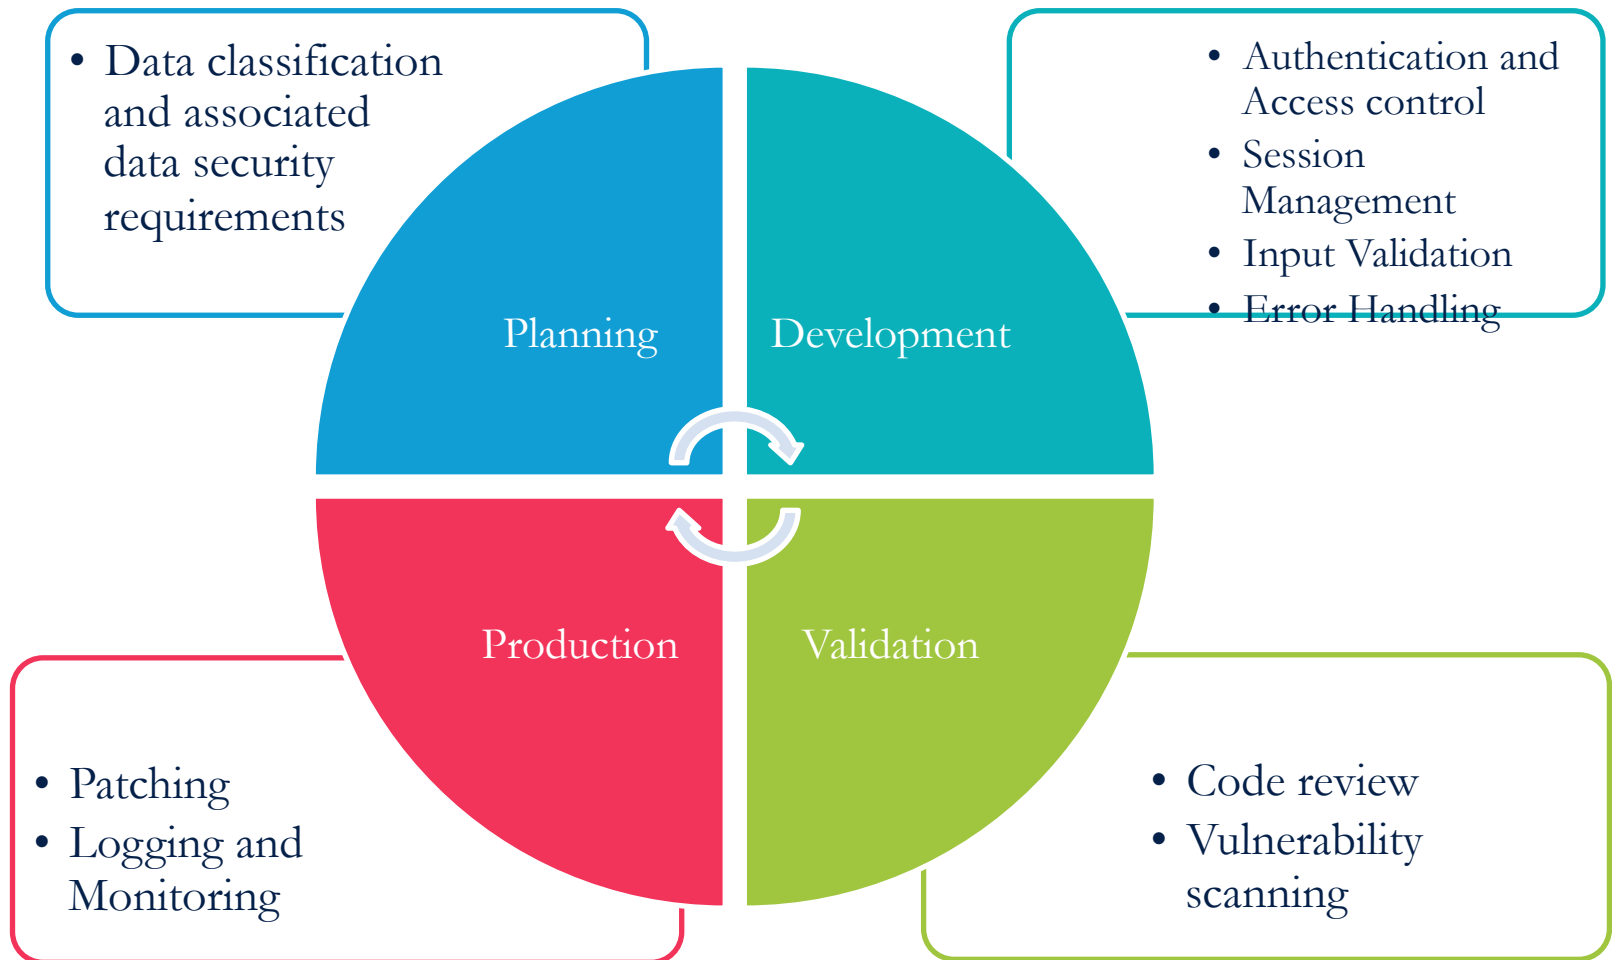 • Data classification
and associated
data security
requirements
• Authentication and
Access control
• Session
Management
• Input Validation
• Error Handling
Planning
Development
Production
Validation
• Patching
• Logging and
Monitoring
• Code review
• Vulnerability
scanning